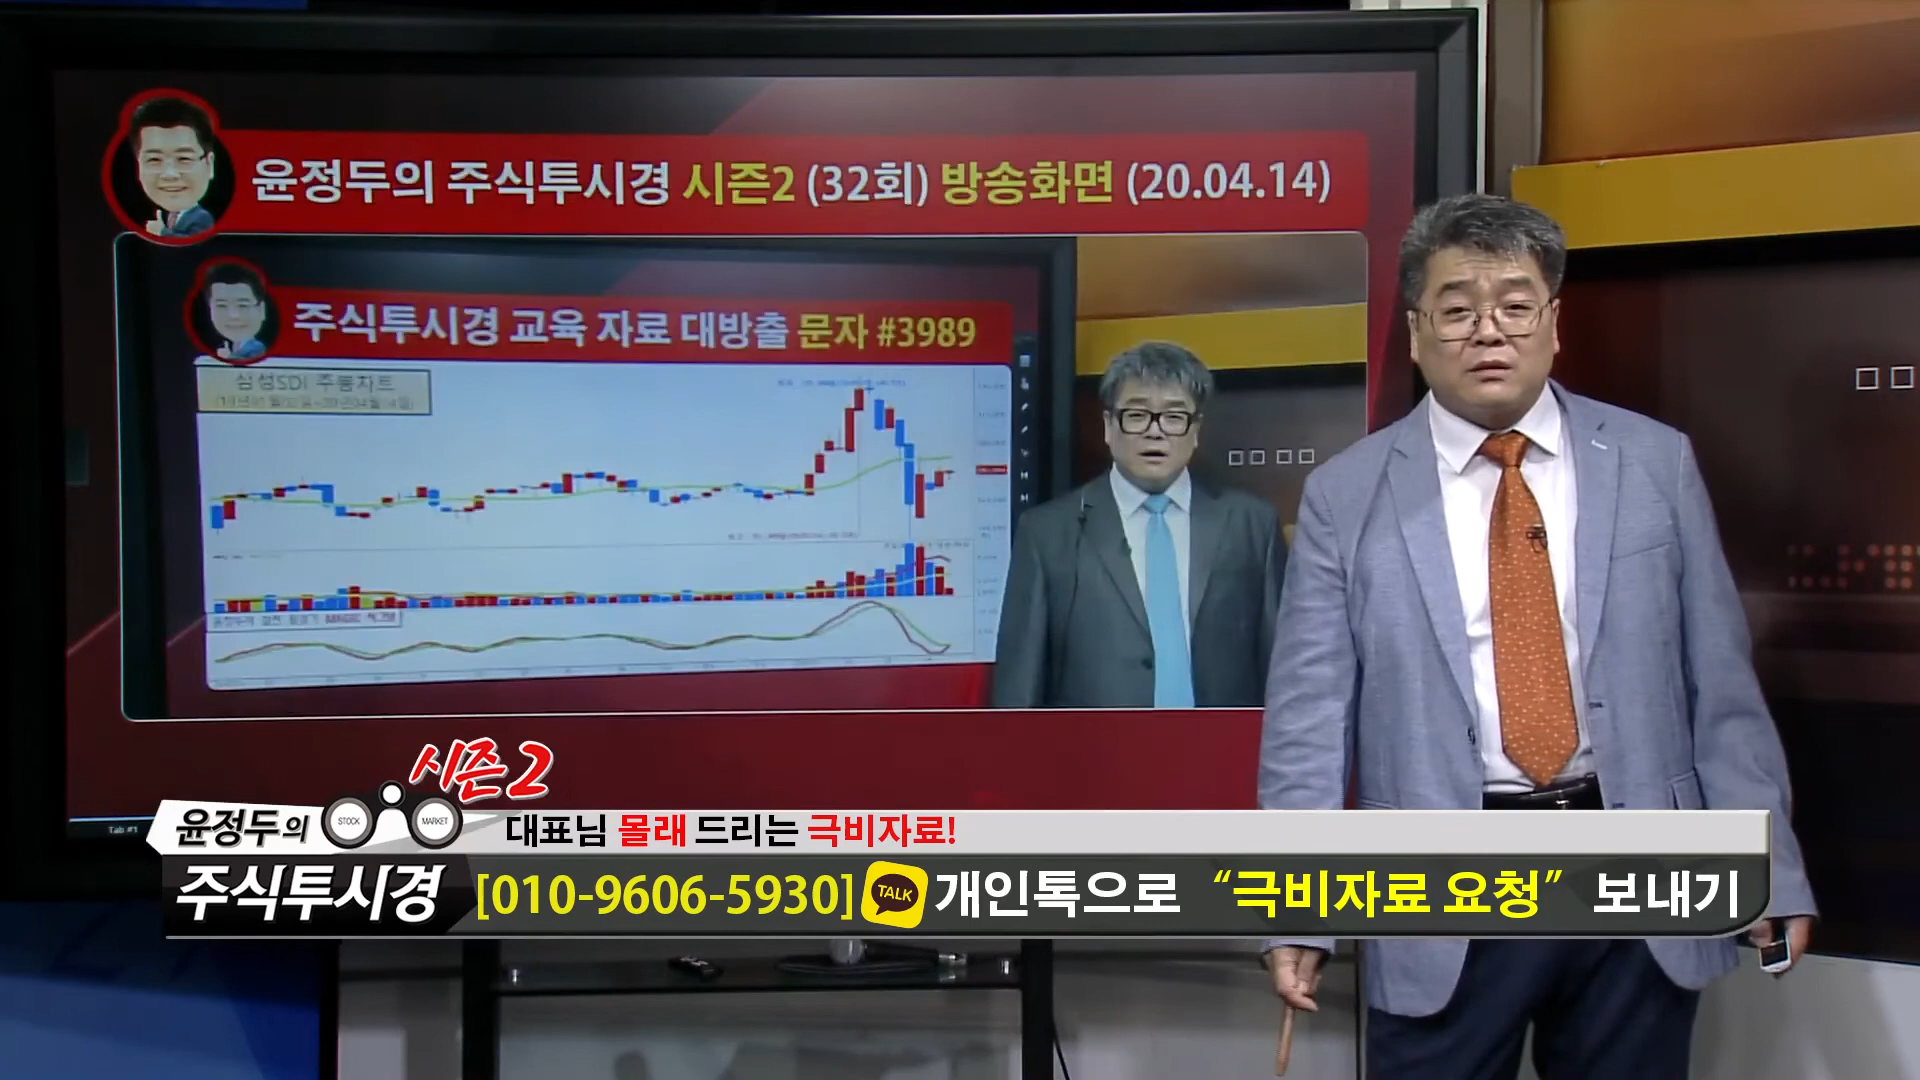 윤정두의 주식투시경 시즌2 (32회) 방송화면 (20.04.14)
주식투시경 교육 자료 대방출 문자 #3989
삼성SDI 주봉차트
시즌2
윤정두의
STOCK
MARKET
주식투시경
대표님 몰래 드리는 극비자료!
[010-9606-5930] TALK 개인톡으로 “극비자료 요청” 보내기
Tab #1